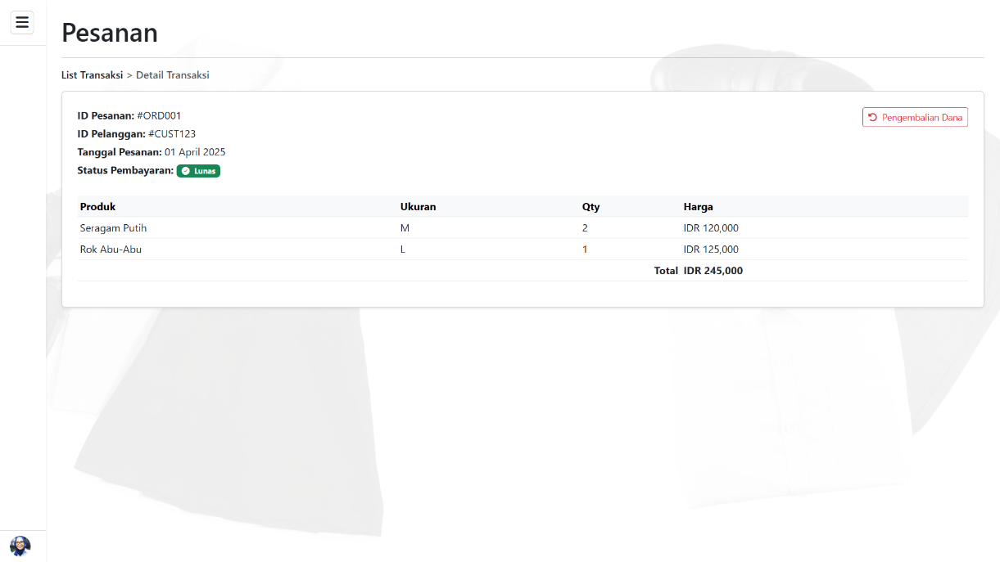 Pesanan
List Transaksi > Detail Transaksi
ID Pesanan: #ORD001
Pengembalian Dana
ID Pelanggan: #CUST123
Tanggal Pesanan: 01 April 2025
Status Pembayaran: Lunas
Produk Ukuran Qty Harga
Seragam Putih M 2 IDR 120,000
Rok Abu-Abu L 1 IDR 125,000
Total IDR 245,000